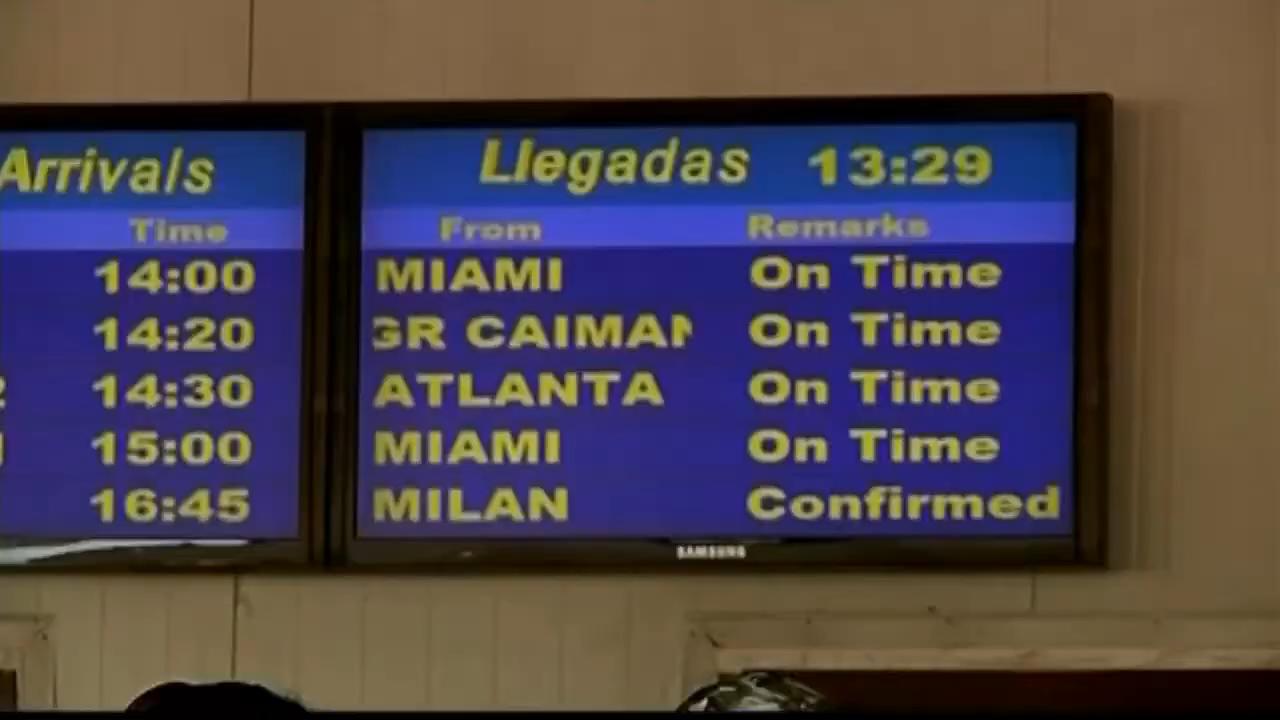 Arrivals Llegadas 13:29
Time From Remarks
14:00 MIAMI On Time
14:20 GR CAIMAN On Time
14:30 ATLANTA On Time
15:00 MIAMI On Time
16:45 MILAN Confirmed
SAMSUNG